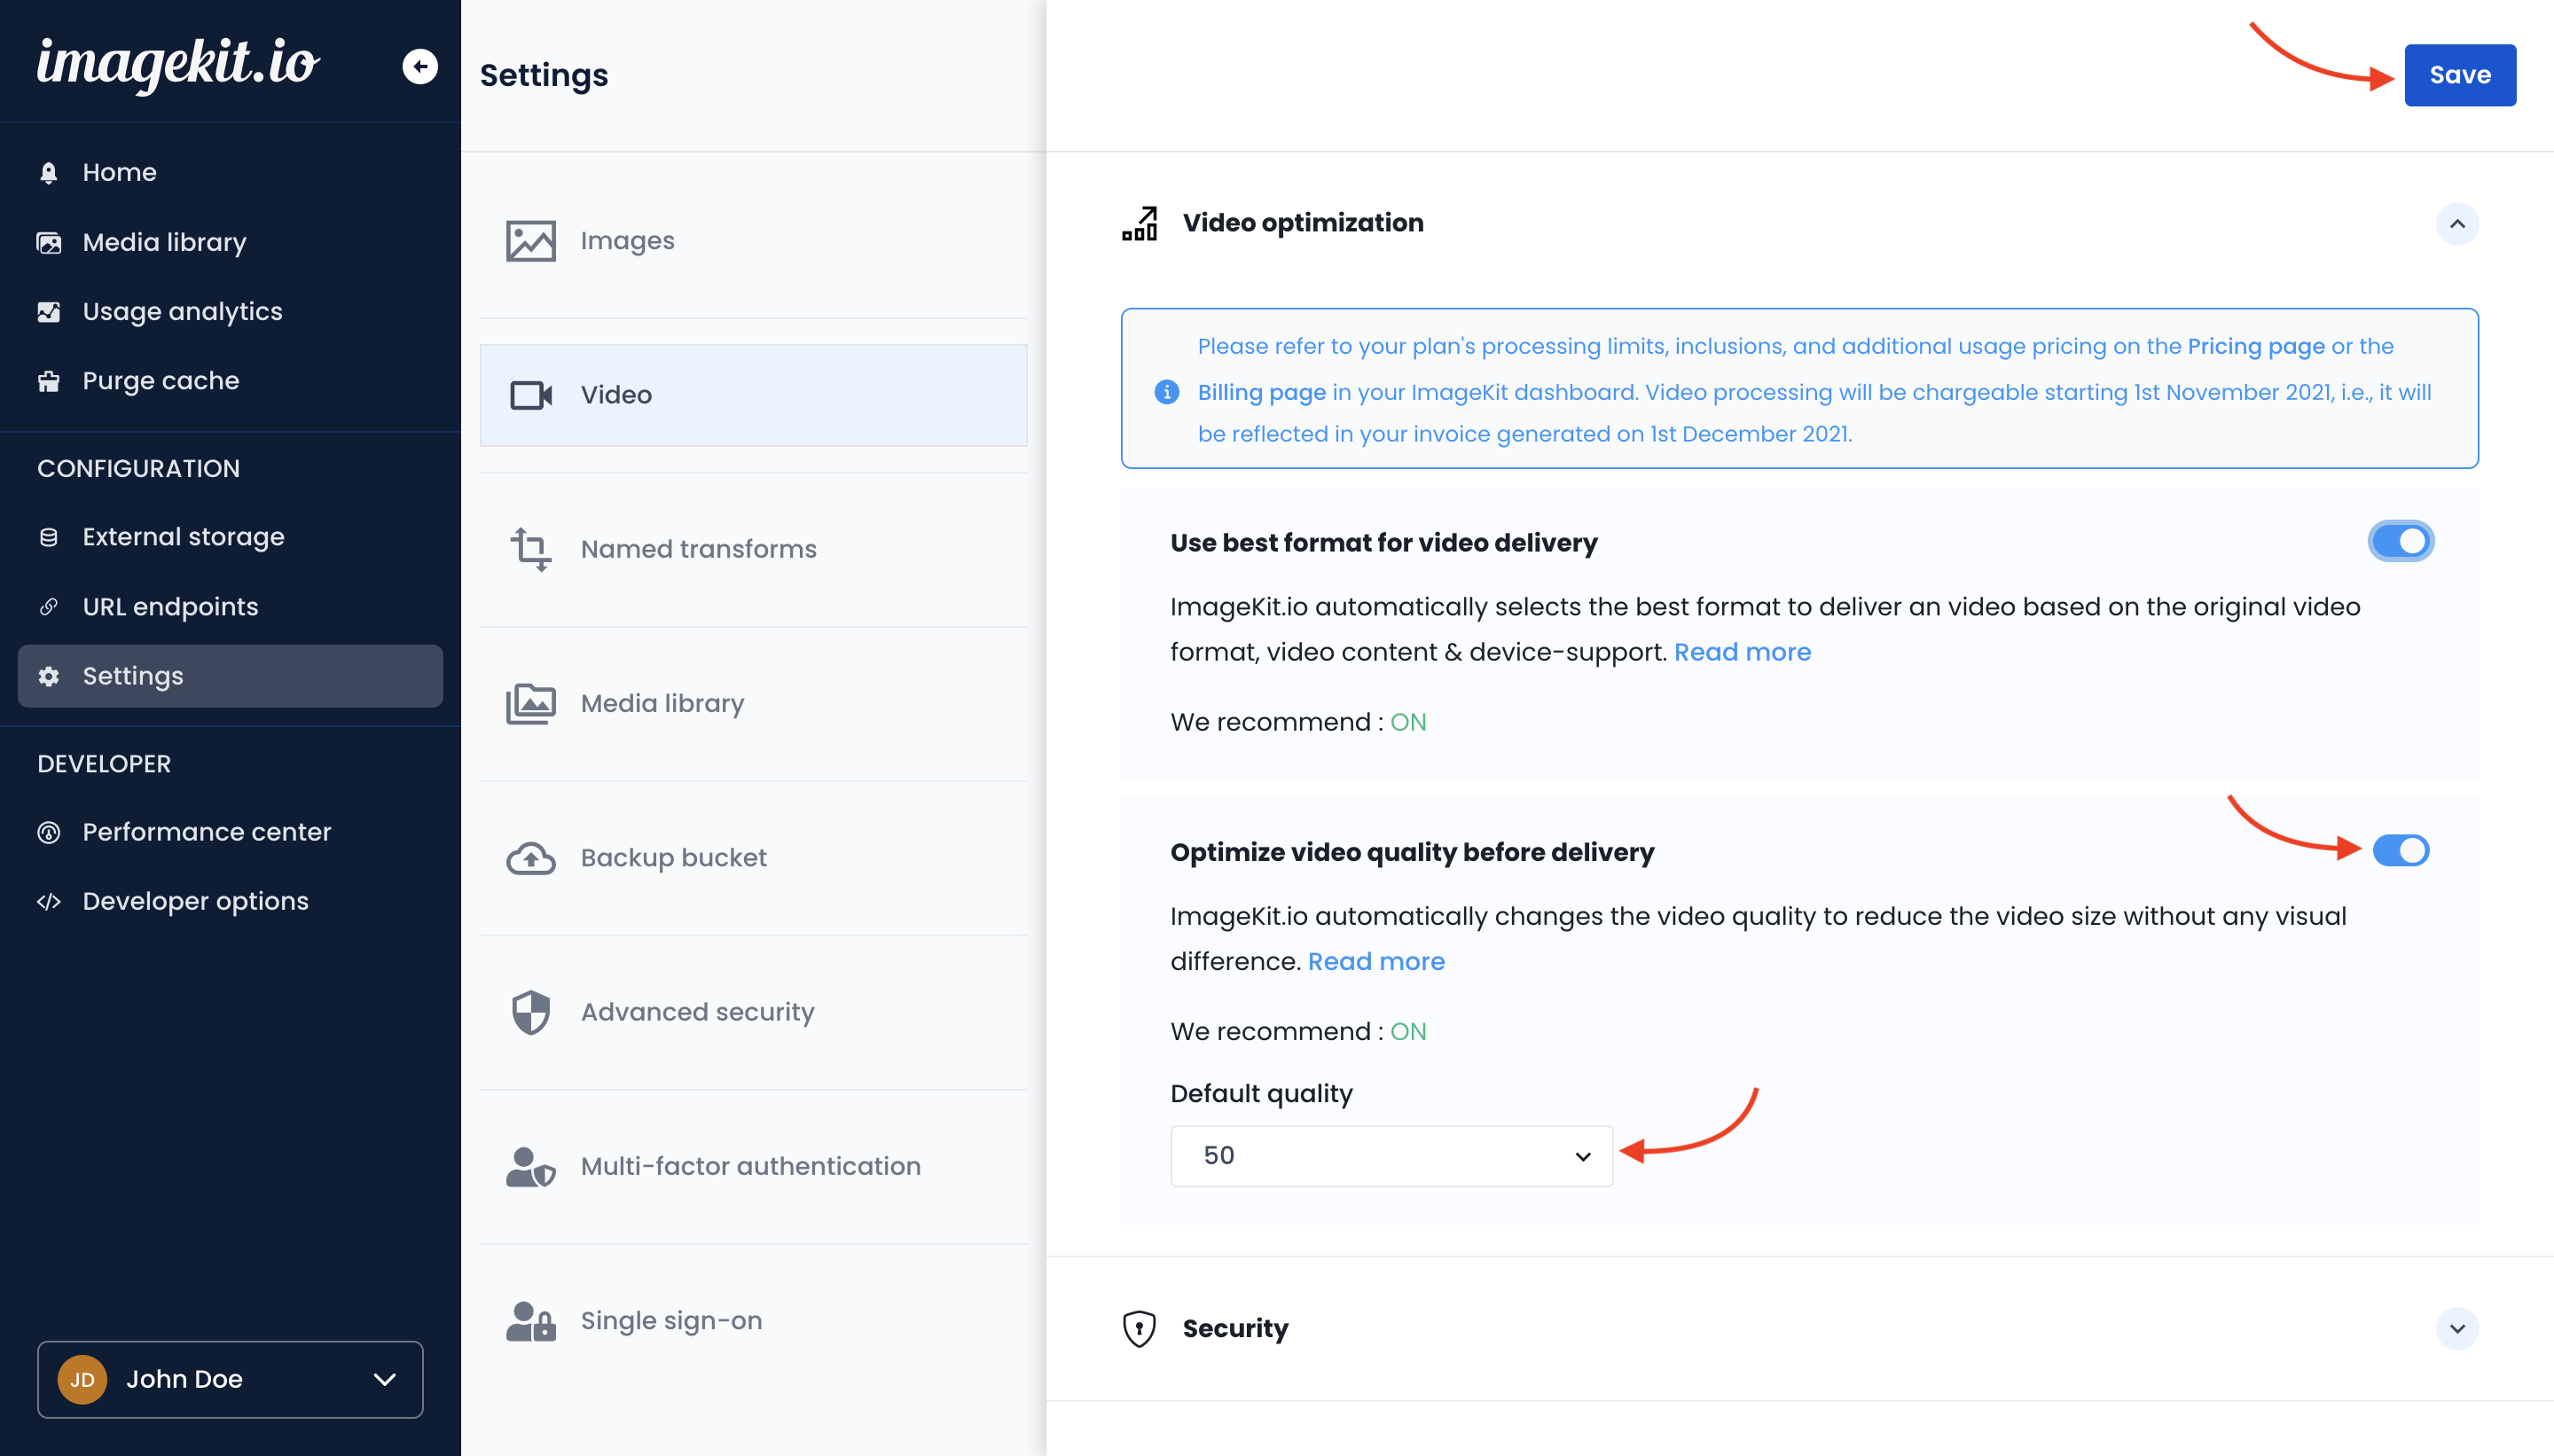 imagekit.io
Home
Media library
Usage analytics
Purge cache
CONFIGURATION
External storage
URL endpoints
Settings
DEVELOPER
Performance center
Developer options
JD
John Doe
Settings
Images
Video
Named transforms
Media library
Backup bucket
Advanced security
Multi-factor authentication
Single sign-on
Save
Video optimization
Please refer to your plan's processing limits, inclusions, and additional usage pricing on the Pricing page or the
Billing page in your ImageKit dashboard. Video processing will be chargeable starting 1st November 2021, i.e., it will
be reflected in your invoice generated on 1st December 2021.
Use best format for video delivery
ImageKit.io automatically selects the best format to deliver an video based on the original video
format, video content & device-support. Read more
We recommend : ON
Optimize video quality before delivery
ImageKit.io automatically changes the video quality to reduce the video size without any visual
difference. Read more
We recommend : ON
Default quality
50
Security